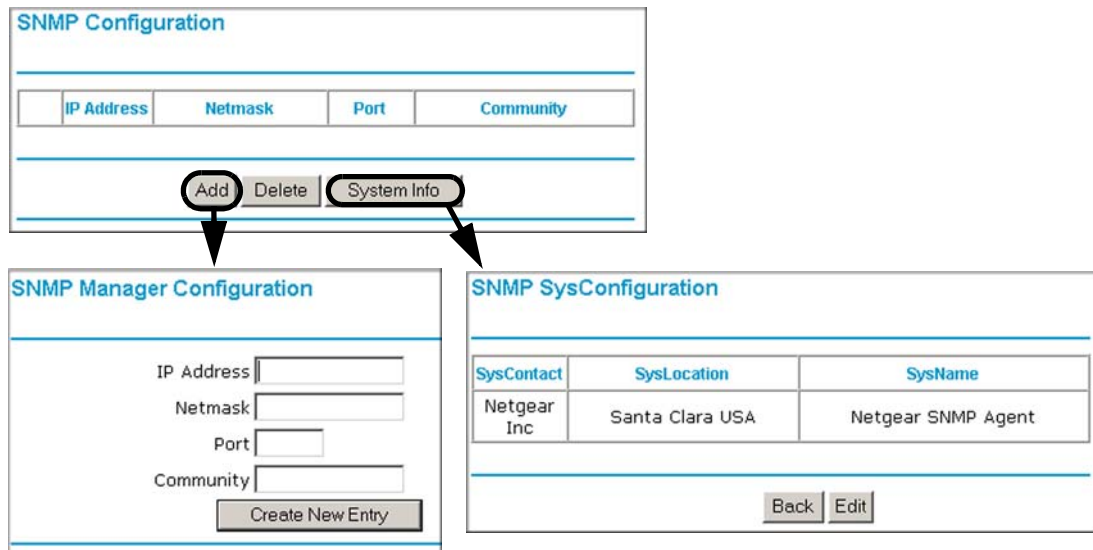 SNMP Configuration
IP Address Netmask Port Community
Add Delete System Info
SNMP Manager Configuration
IP Address
Netmask
Port
Community
Create New Entry
SNMP SysConfiguration
SysContact SysLocation SysName
Netgear Inc Santa Clara USA Netgear SNMP Agent
Back Edit